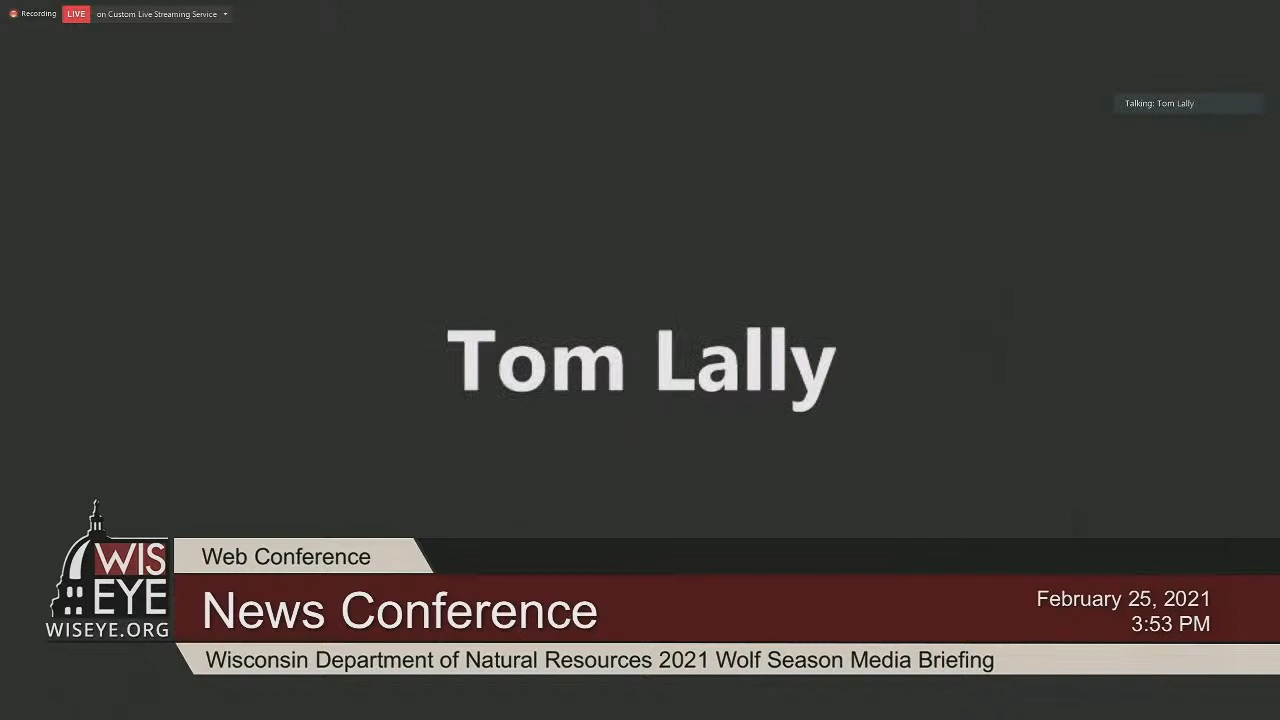 Recording LIVE on Custom Live Streaming Service
Talking: Tom Lally
Tom Lally
WIS
EYE
WISEYE.ORG
Web Conference
News Conference
February 25, 2021
3:53 PM
Wisconsin Department of Natural Resources 2021 Wolf Season Media Briefing